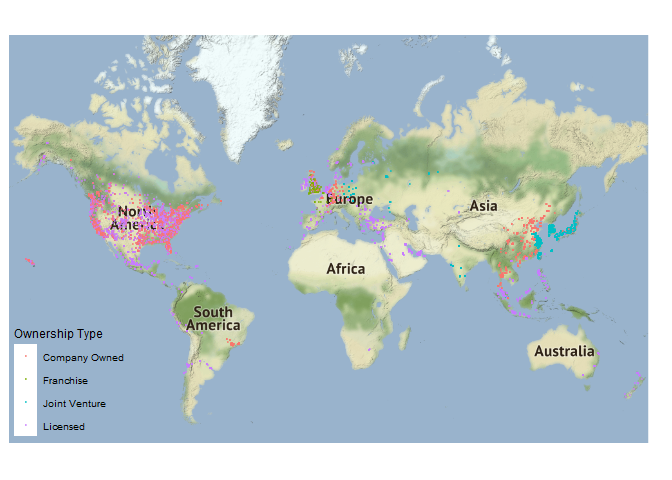 North
America
Europe
Asia
Africa
South
America
Australia
Ownership Type
Company Owned
Franchise
Joint Venture
Licensed